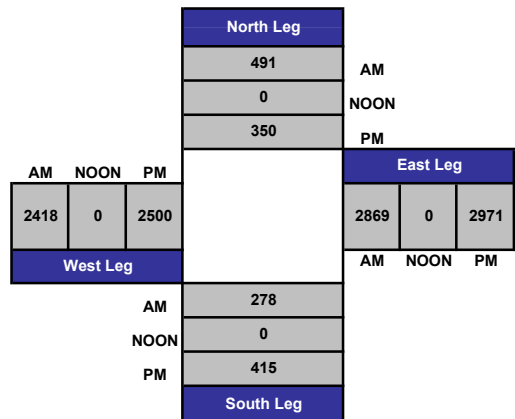 North Leg
491 AM
0 NOON
350 PM
AM NOON PM
East Leg
2418 0 2500
2869 0 2971
West Leg
AM NOON PM
AM 278
NOON 0
PM 415
South Leg